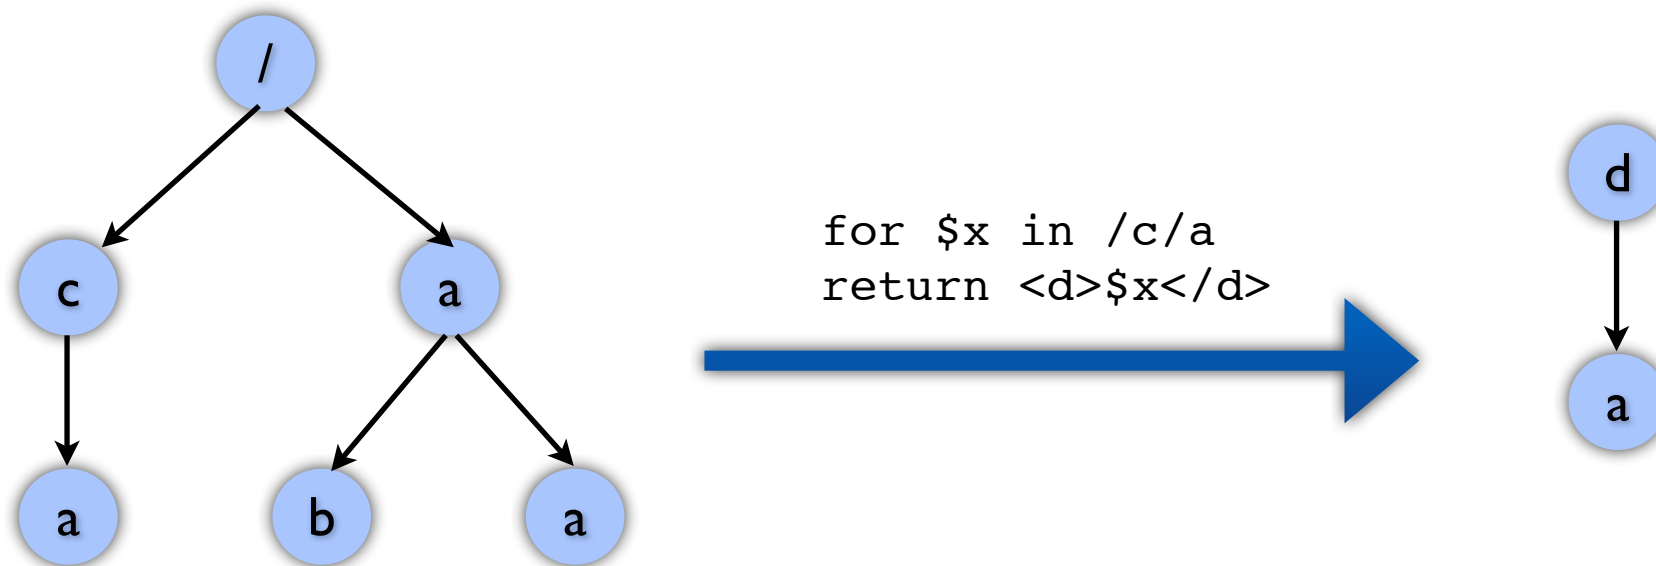 /
c
a
a
b
a
for $x in /c/a
return <d>$x</d>
d
a